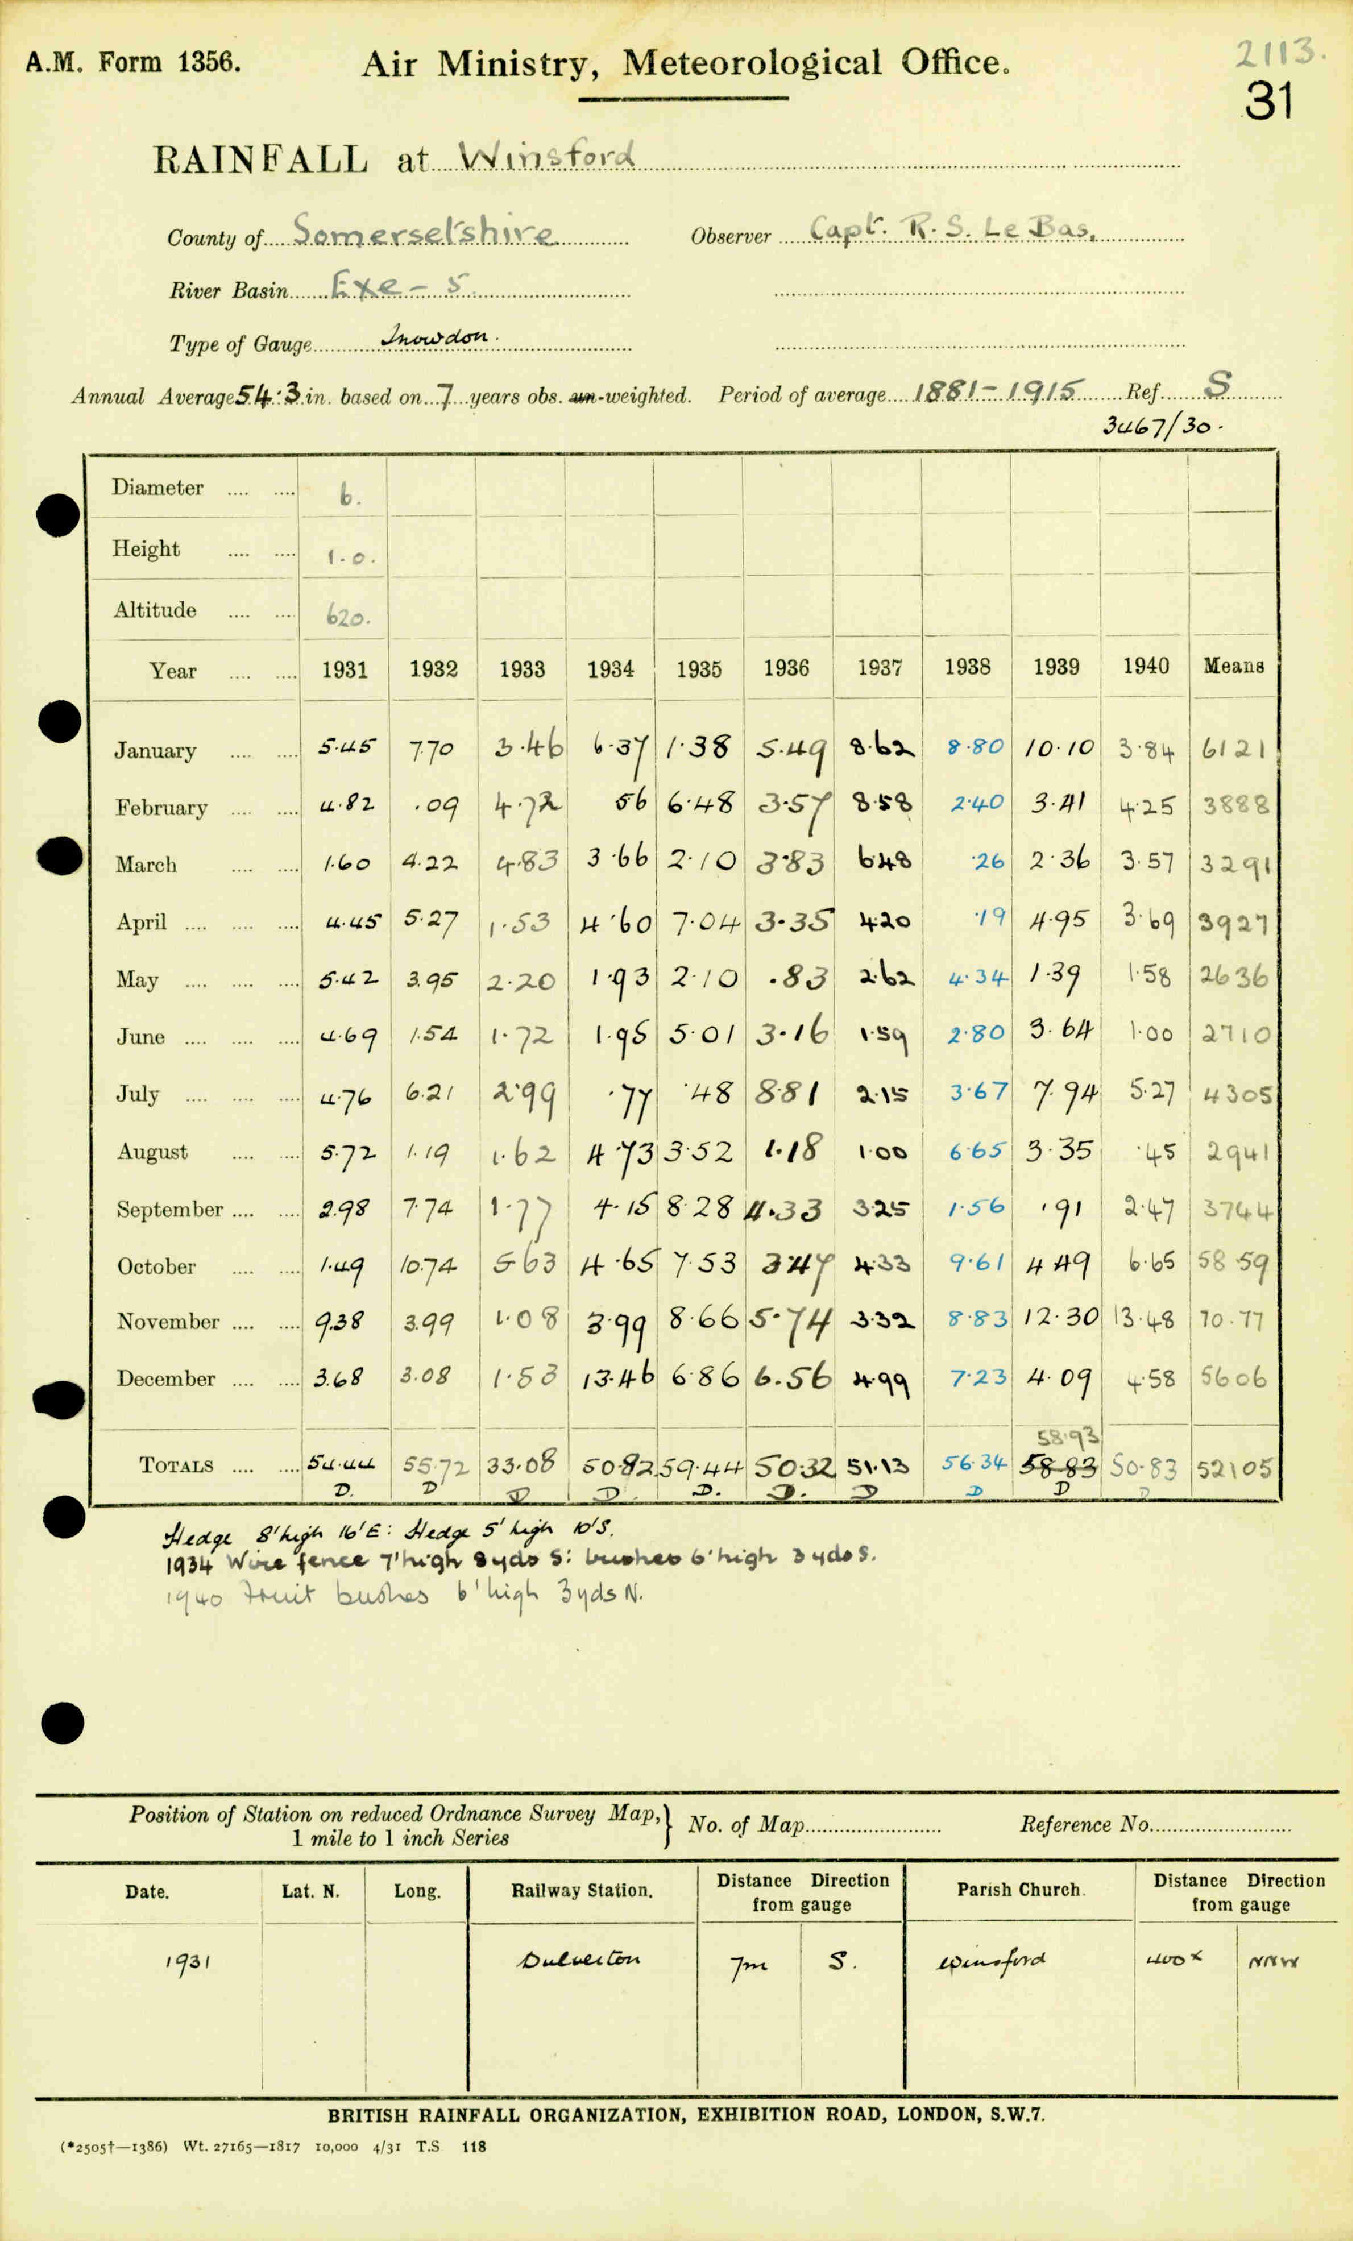 A.M. Form 1356. Air Ministry, Meteorological Office. 2113.
31
RAINFALL at Winsford
County of Somersetshire Observer Capt. R. S. Le Bas.
River Basin Exe - 5
Type of Gauge Snowdon.
Annual Average 54.3 in. based on 7 years obs. un-weighted. Period of average 1881-1915 Ref. S
3467/30.
Diameter 6.
Height 1.0.
Altitude 620.
Year 1931 1932 1933 1934 1935 1936 1937 1938 1939 1940 Means
January 5.45 7.70 3.46 6.37 1.38 5.49 8.62 8.80 10.10 3.84 6121
February 4.82 .09 4.72 56 6.48 3.57 8.58 2.40 3.41 4.25 3888
March 1.60 4.22 4.83 3.66 2.10 3.83 6.48 .26 2.36 3.57 3291
April 4.45 5.27 1.53 4.60 7.04 3.35 4.20 .19 4.95 3.69 3927
May 5.42 3.95 2.20 1.93 2.10 .83 2.62 4.34 1.39 1.58 2636
June 4.69 1.54 1.72 1.95 5.01 3.16 1.59 2.80 3.64 1.00 2710
July 4.76 6.21 2.99 .77 .48 8.81 2.15 3.67 7.94 5.27 4305
August 5.72 1.19 1.62 4.73 3.52 1.18 1.00 6.65 3.35 .45 2941
September 2.98 7.74 1.77 4.15 8.28 4.33 3.25 1.56 .91 2.47 3744
October 1.49 10.74 5.63 4.65 7.53 3.47 4.33 9.61 4.49 6.65 58 59
November 9.38 3.99 1.08 3.99 8.66 5.74 3.32 8.83 12.30 13.48 70.77
December 3.68 3.08 1.53 13.46 6.86 6.56 4.99 7.23 4.09 4.58 5606
58.93
TOTALS 54.44 55.72 33.08 50.82 59.44 50.32 51.13 56.34 58.83 50.83 52105
D. D D D. D. D. D D D D
Hedge 8' high 16' E: Hedge 5' high 10' S.
1934 Wire fence 7' high 8 yds S: bushes 6' high 3 yds S.
1940 Fruit bushes 6' high 3 yds N.
Position of Station on reduced Ordnance Survey Map, } No. of Map Reference No.
1 mile to 1 inch Series
Date. Lat. N. Long. Railway Station. Distance Direction from gauge Parish Church. Distance Direction from gauge
1931 Dulverton 7m S. Winsford 400x NNW
BRITISH RAINFALL ORGANIZATION, EXHIBITION ROAD, LONDON, S.W.7.
(*2505†—1386) Wt. 27165—1817 10,000 4/31 T.S 118